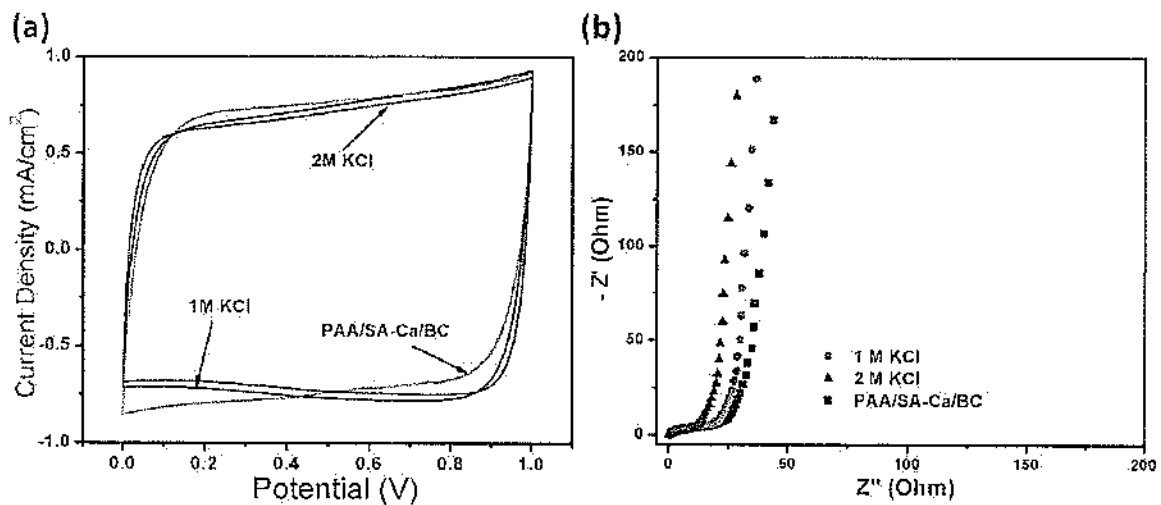 (a)
1.0
0.5
0.0
-0.5
-1.0
Current Density (mA/cm²)
2M KCl
1M KCl
PAA/SA-Ca/BC
0.0 0.2 0.4 0.6 0.8 1.0
Potential (V)
(b)
200
150
100
50
0
- Z' (Ohm)
1 M KCl
2 M KCl
PAA/SA-Ca/BC
0 50 100 150 200
Z'' (Ohm)